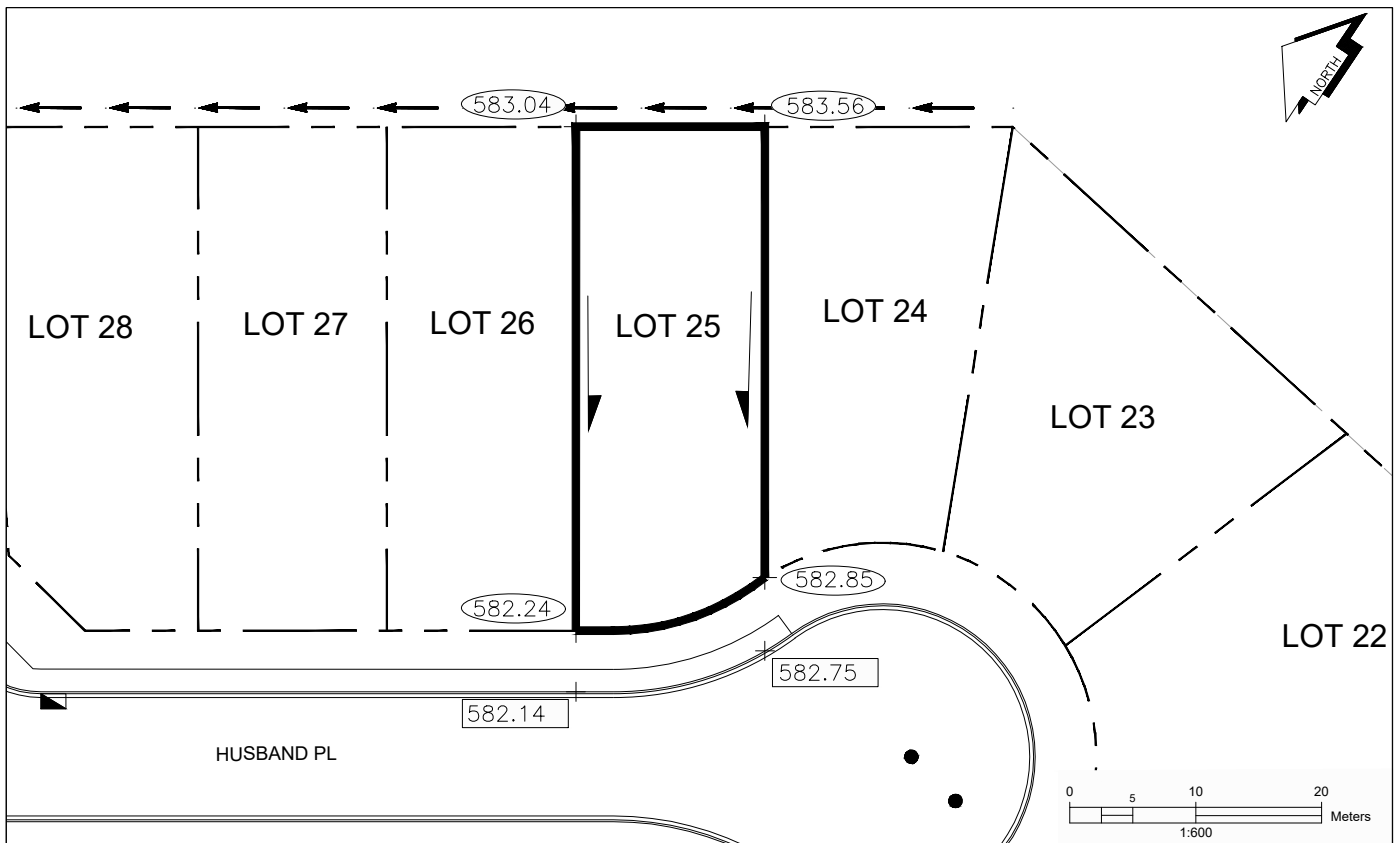 NORTH
583.04
583.56
LOT 28
LOT 27
LOT 26
LOT 25
LOT 24
LOT 23
LOT 22
582.24
582.85
582.75
582.14
HUSBAND PL
0 5 10 20
Meters
1:600